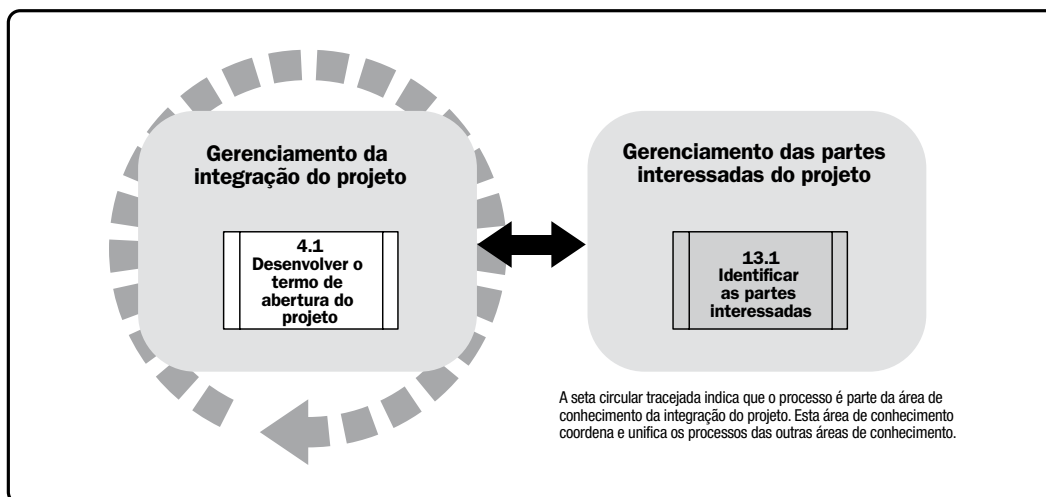 Gerenciamento da
integração do projeto
4.1
Desenvolver o
termo de
abertura do
projeto
Gerenciamento das partes
interessadas do projeto
13.1
Identificar
as partes
interessadas
A seta circular tracejada indica que o processo é parte da área de
conhecimento da integração do projeto. Esta área de conhecimento
coordena e unifica os processos das outras áreas de conhecimento.